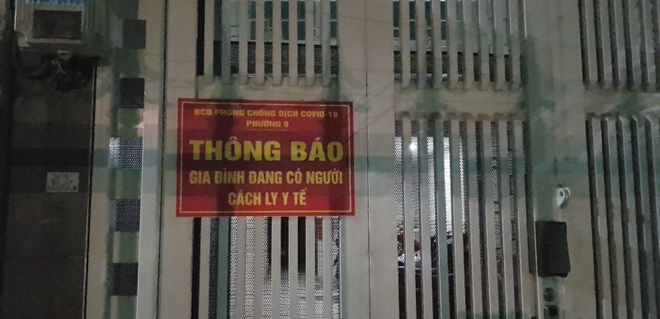 BCĐ PHÒNG CHỐNG DỊCH COVID-19
PHƯỜNG 9
THÔNG BÁO
GIA ĐÌNH ĐANG CÓ NGƯỜI
CÁCH LY Y TẾ